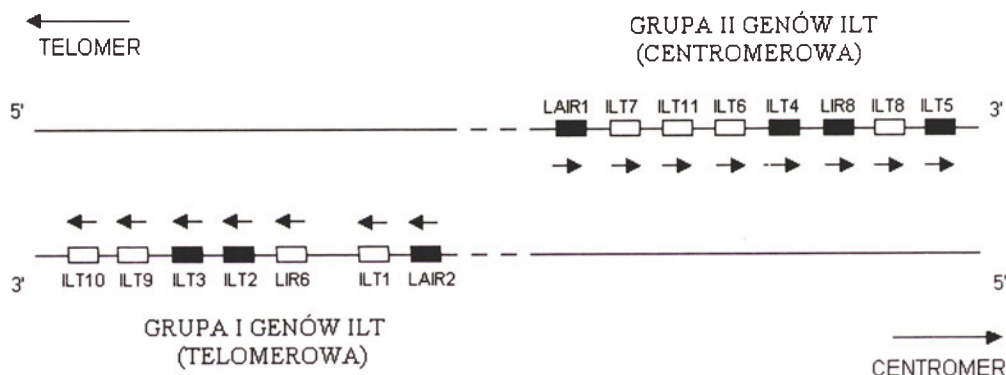 TELOMER
GRUPA II GENÓW ILT
(CENTROMEROWA)
5'
LAIR1 ILT7 ILT11 ILT6 ILT4 LIR8 ILT8 ILT5
3'
3'
ILT10 ILT9 ILT3 ILT2 LIR6 ILT1 LAIR2
5'
GRUPA I GENÓW ILT
(TELOMEROWA)
CENTROMER